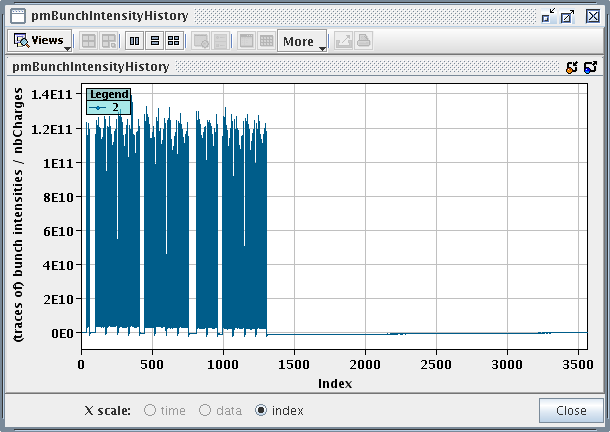 pmBunchIntensityHistory
Views
More
pmBunchIntensityHistory
(traces of) bunch intensities / nbCharges
Legend
2
1.4E11
1.2E11
1E11
8E10
6E10
4E10
2E10
0E0
0 500 1000 1500 2000 2500 3000 3500
Index
X scale: time data index
Close